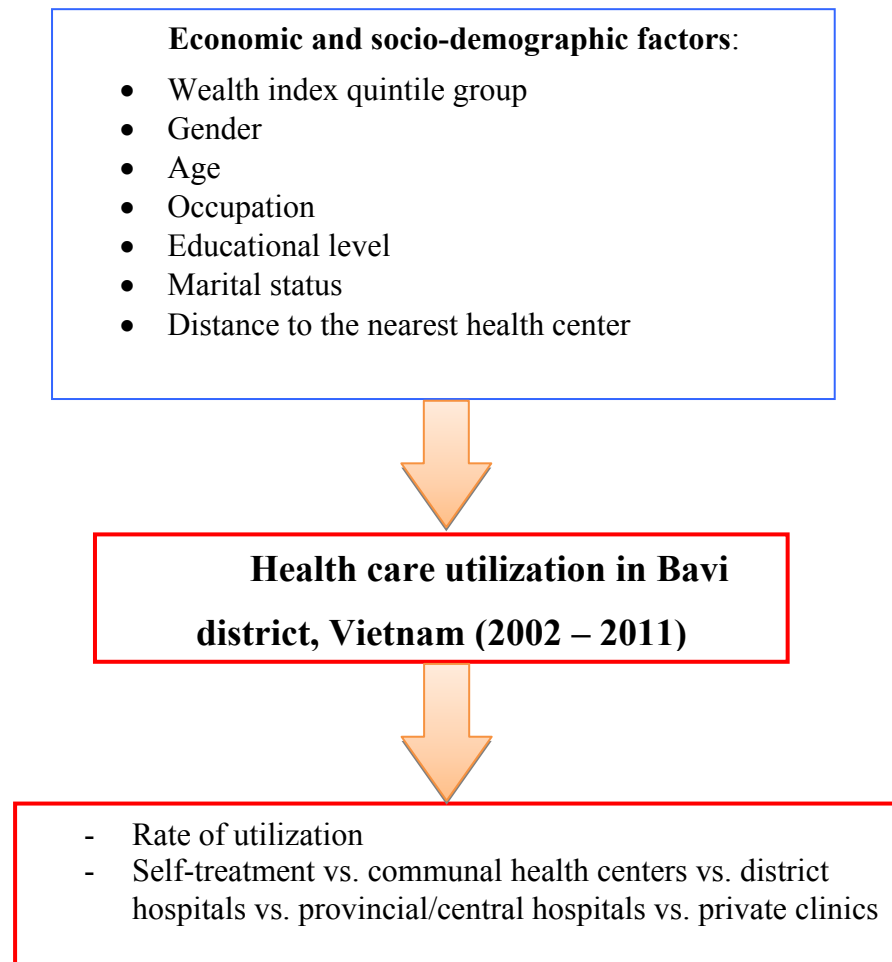 Economic and socio-demographic factors:
• Wealth index quintile group
• Gender
• Age
• Occupation
• Educational level
• Marital status
• Distance to the nearest health center
Health care utilization in Bavi
district, Vietnam (2002 – 2011)
- Rate of utilization
- Self-treatment vs. communal health centers vs. district
hospitals vs. provincial/central hospitals vs. private clinics